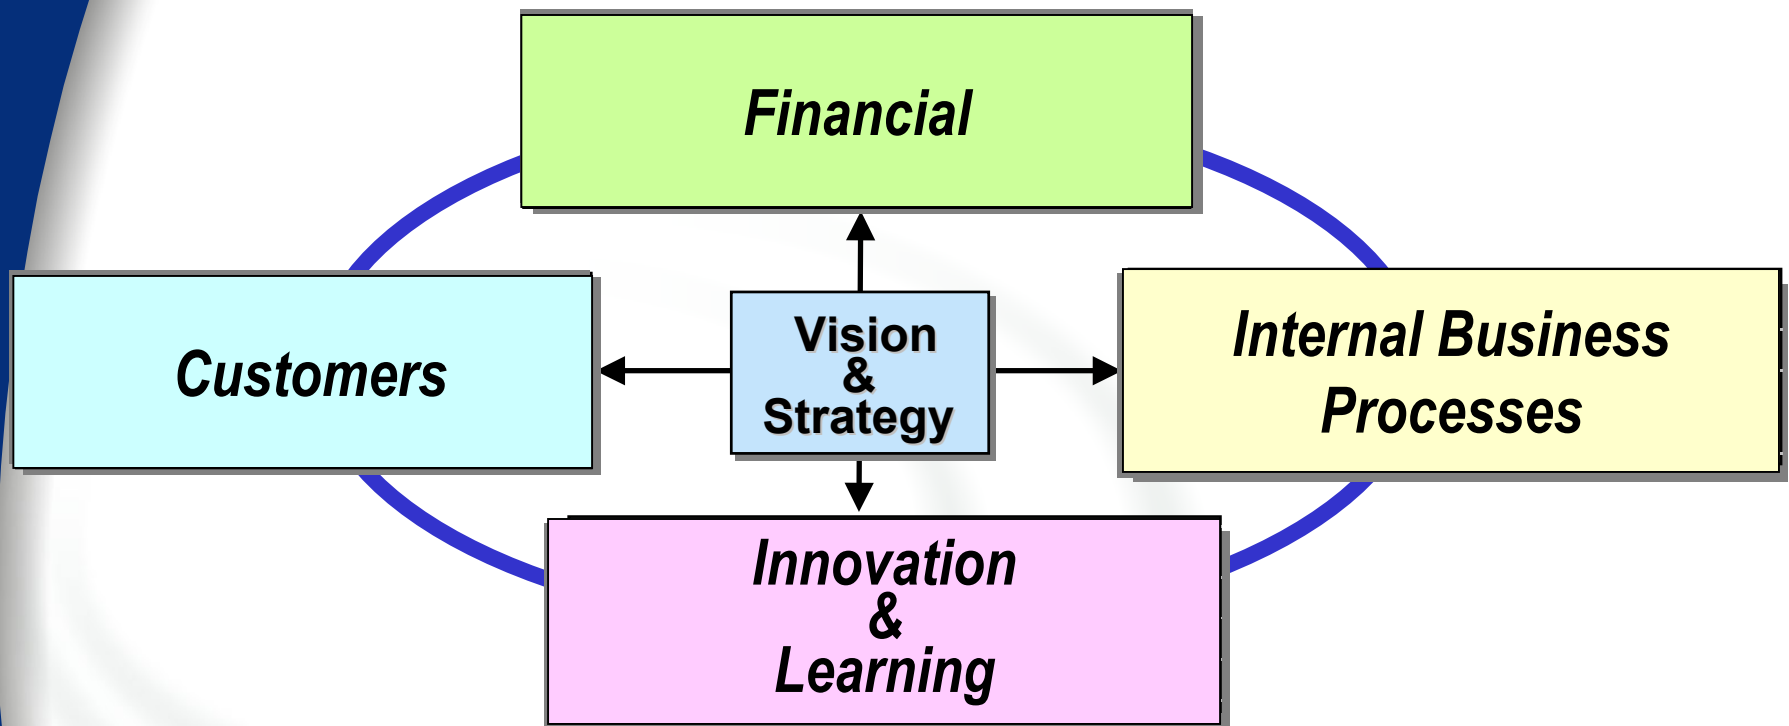 Financial
Customers
Vision
&
Strategy
Internal Business
Processes
Innovation
&
Learning